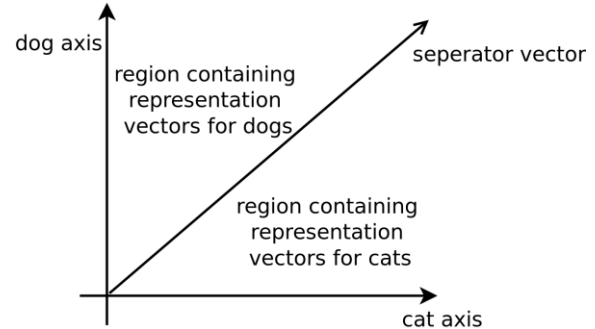 dog axis
seperator vector
region containing
representation
vectors for dogs
region containing
representation
vectors for cats
cat axis